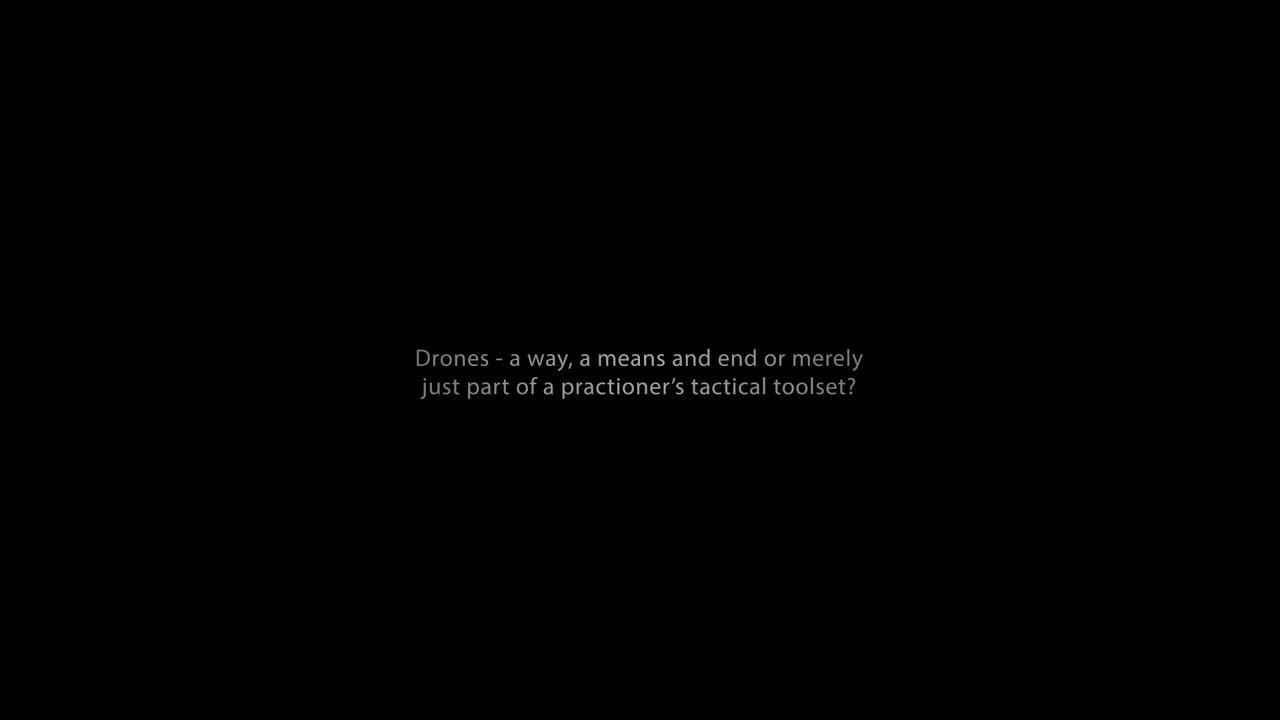 Drones - a way, a means and end or merely
just part of a practioner’s tactical toolset?